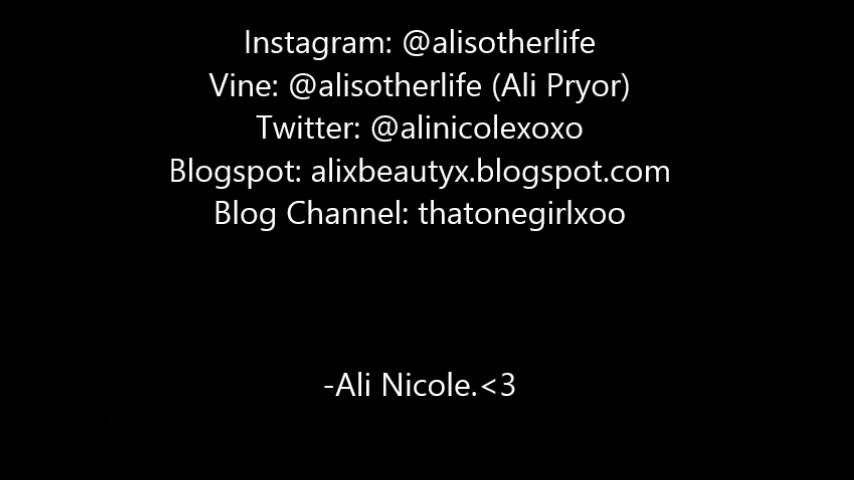 Instagram: @alisotherlife
Vine: @alisotherlife (Ali Pryor)
Twitter: @alinicolexoxo
Blogspot: alixbeautyx.blogspot.com
Blog Channel: thatonegirlxoo
-Ali Nicole.<3